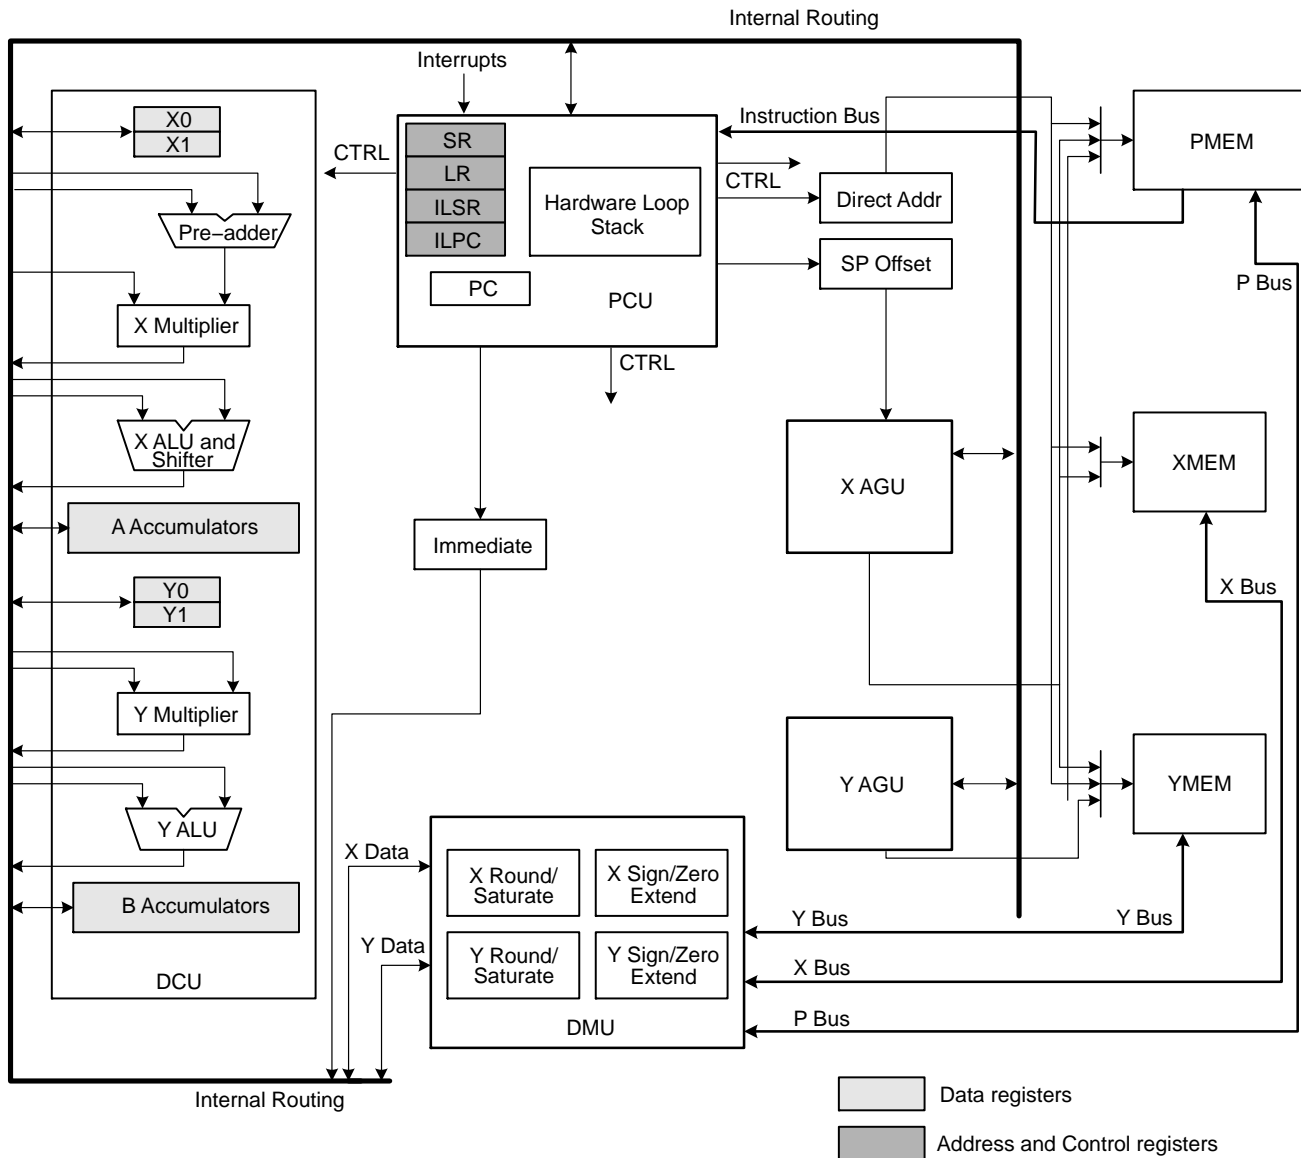 Internal Routing
Interrupts
X0
X1
Pre−adder
X Multiplier
X ALU and
Shifter
A Accumulators
Y0
Y1
Y Multiplier
Y ALU
B Accumulators
DCU
CTRL
SR
LR
ILSR
ILPC
PC
Hardware Loop
Stack
PCU
CTRL
CTRL
Instruction Bus
Direct Addr
SP Offset
Immediate
X AGU
Y AGU
PMEM
P Bus
XMEM
X Bus
YMEM
Y Bus
X Data
Y Data
X Round/
Saturate
X Sign/Zero
Extend
Y Round/
Saturate
Y Sign/Zero
Extend
DMU
Y Bus
X Bus
P Bus
Internal Routing
Data registers
Address and Control registers